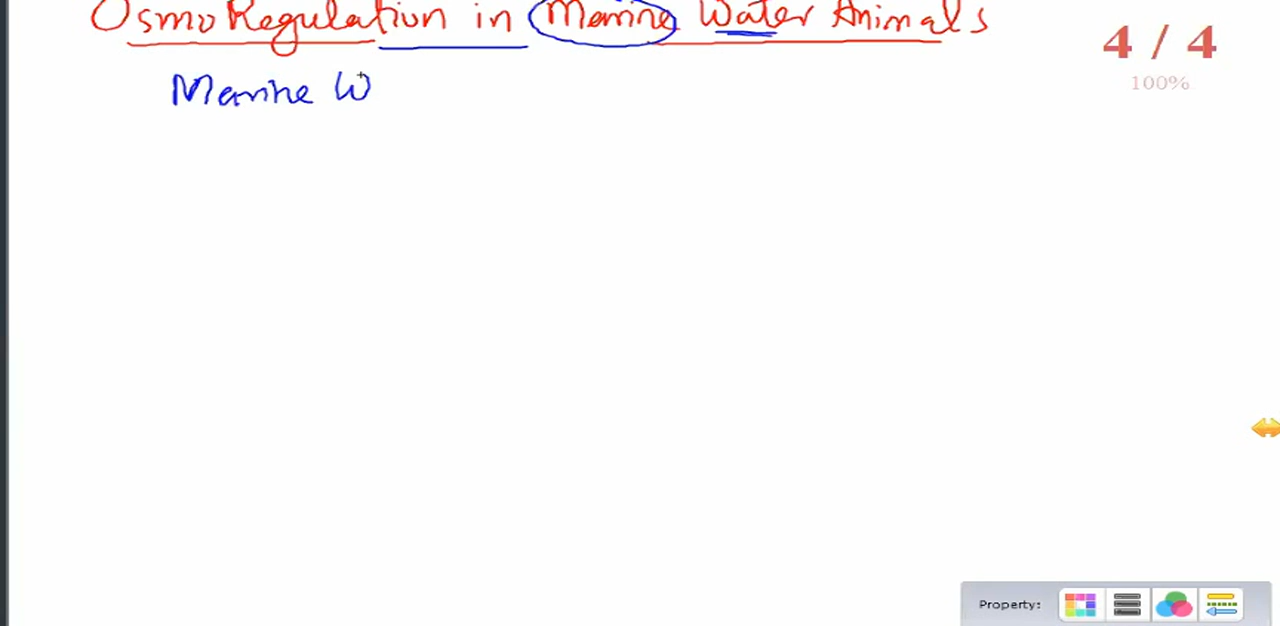 OsmoRegulation in Marine Water Animals
4 / 4
100%
Marine W
Property: